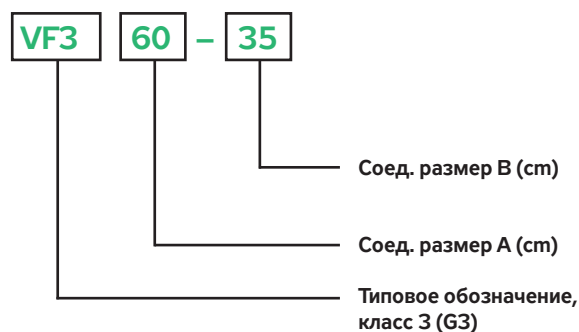 VF3 60 – 35
Соед. размер B (cm)
Соед. размер A (cm)
Типовое обозначение,
класс 3 (G3)